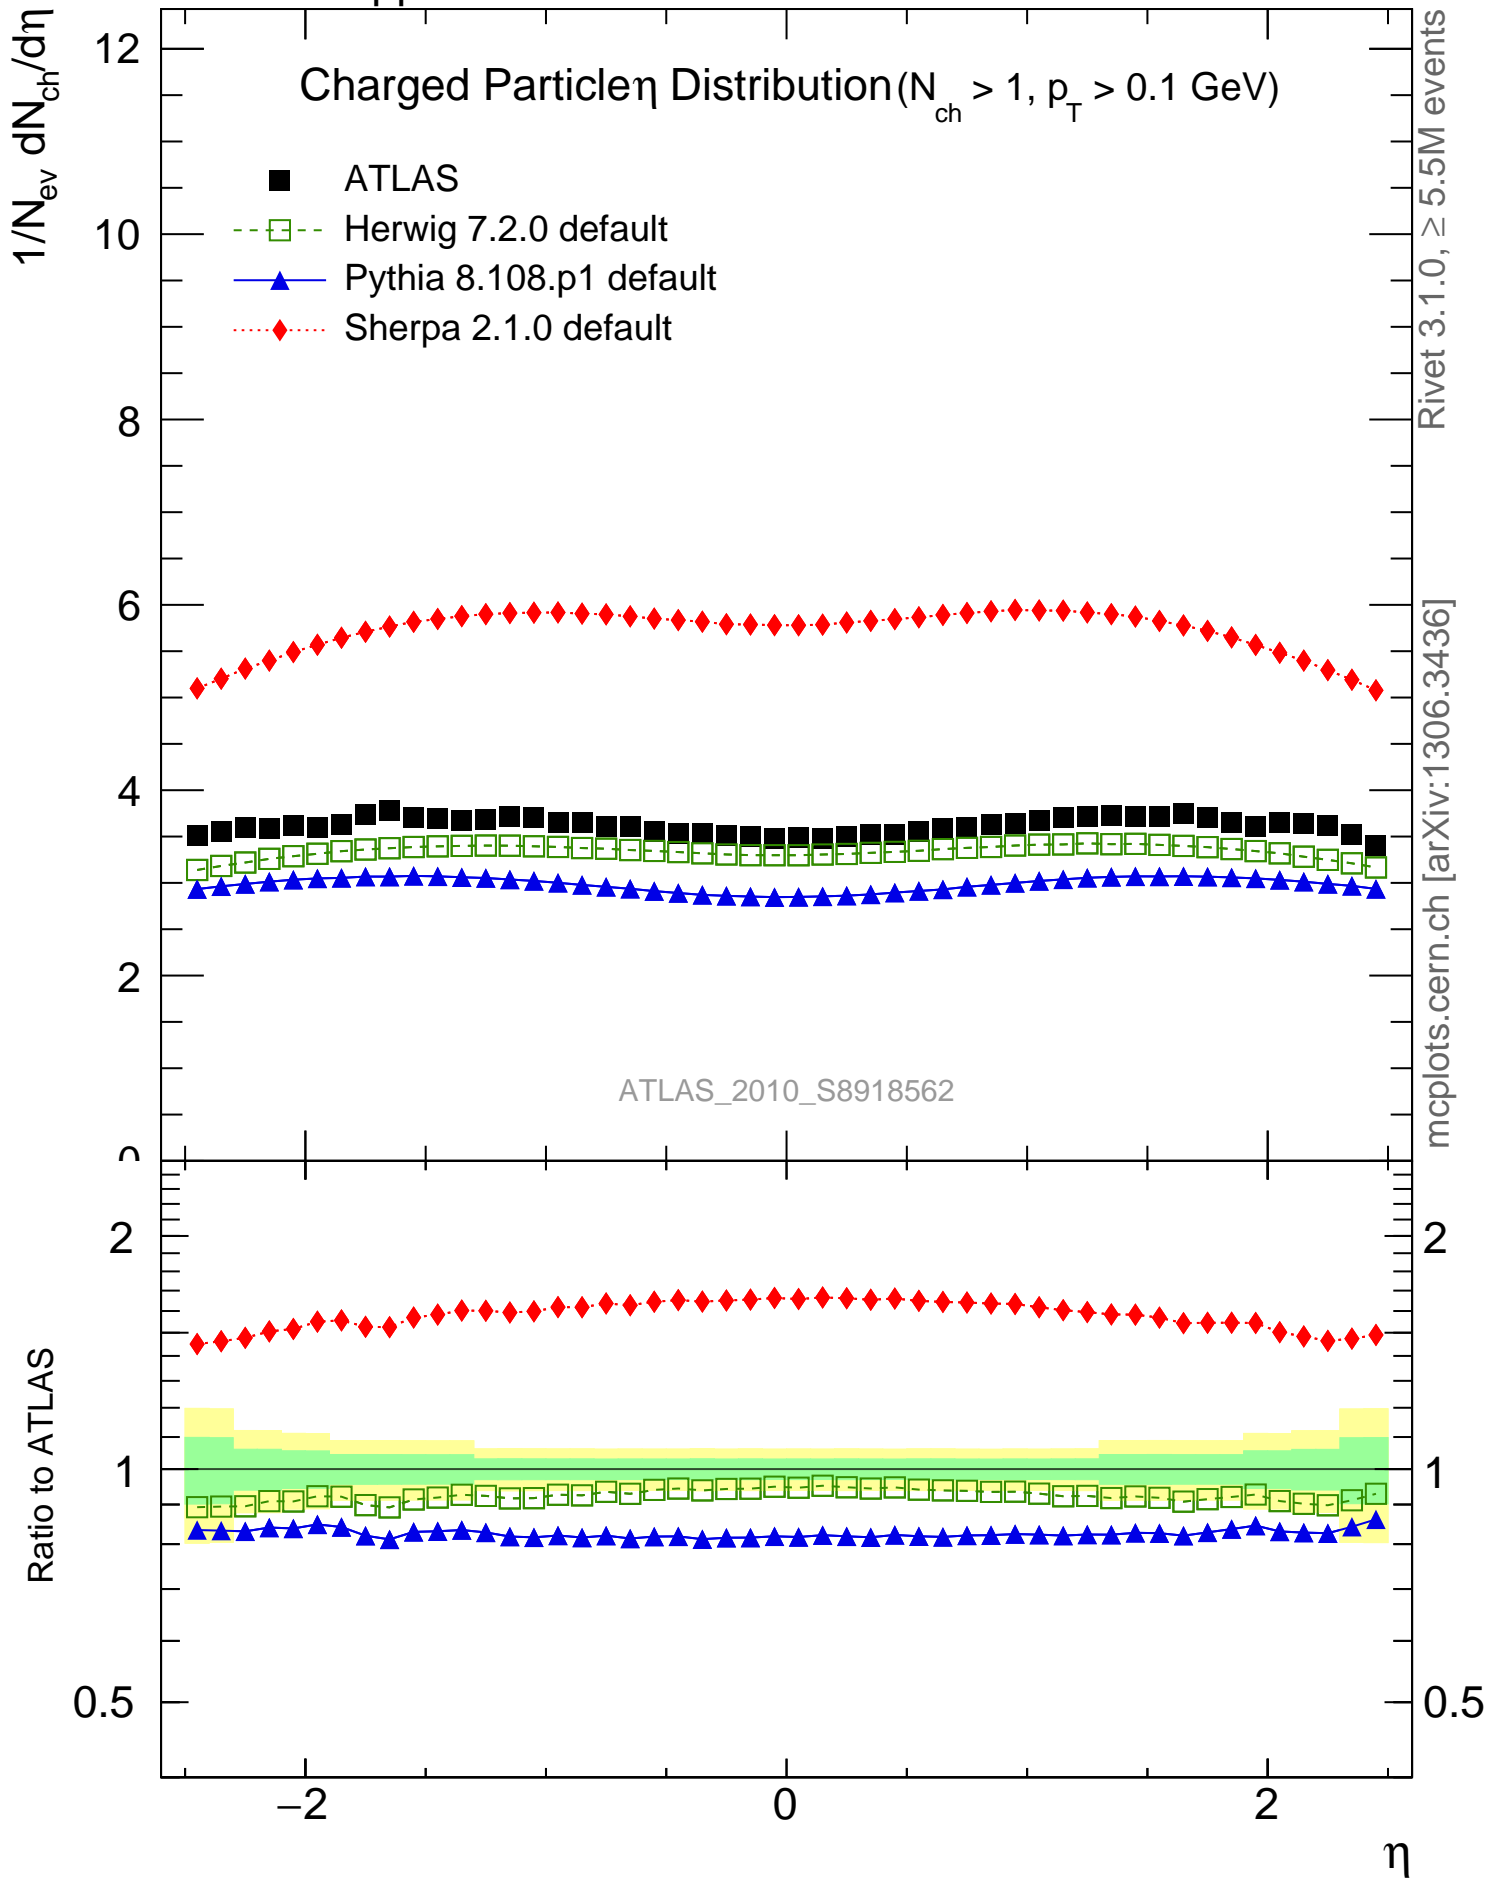 pp
1/N_ev dN_ch/dη
Charged Particleη Distribution(N_ch > 1, p_T > 0.1 GeV)
ATLAS
Herwig 7.2.0 default
Pythia 8.108.p1 default
Sherpa 2.1.0 default
12
10
8
6
4
2
0
ATLAS_2010_S8918562
Rivet 3.1.0, ≥ 5.5M events
mcplots.cern.ch [arXiv:1306.3436]
Ratio to ATLAS
2
1
0.5
2
1
0.5
−2
0
2
η